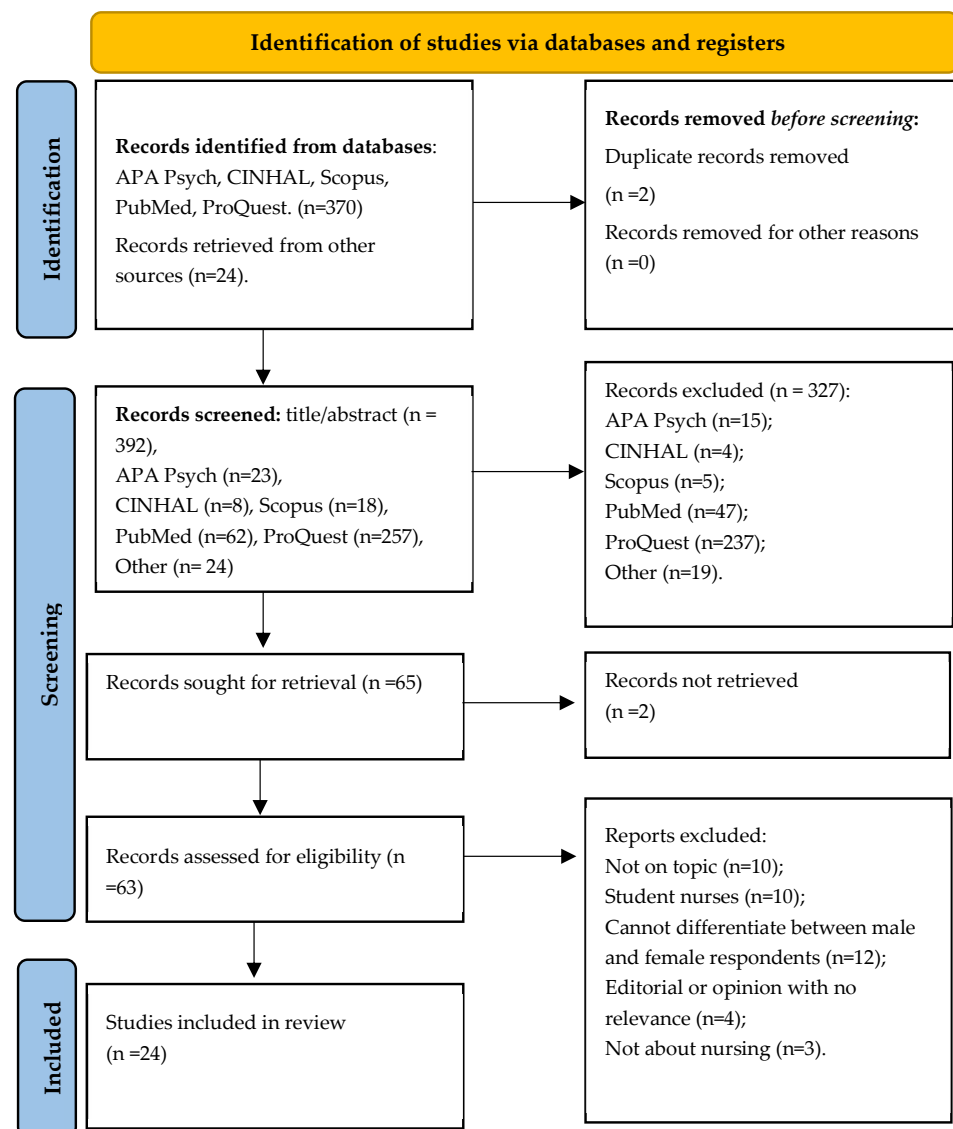 Identification of studies via databases and registers
Identification
Records identified from databases:
APA Psych, CINHAL, Scopus,
PubMed, ProQuest. (n=370)
Records retrieved from other
sources (n=24).
Records removed before screening:
Duplicate records removed
(n =2)
Records removed for other reasons
(n =0)
Screening
Records screened: title/abstract (n =
392),
APA Psych (n=23),
CINHAL (n=8), Scopus (n=18),
PubMed (n=62), ProQuest (n=257),
Other (n= 24)
Records excluded (n = 327):
APA Psych (n=15);
CINHAL (n=4);
Scopus (n=5);
PubMed (n=47);
ProQuest (n=237);
Other (n=19).
Records sought for retrieval (n =65)
Records not retrieved
(n =2)
Records assessed for eligibility (n
=63)
Reports excluded:
Not on topic (n=10);
Student nurses (n=10);
Cannot differentiate between male
and female respondents (n=12);
Editorial or opinion with no
relevance (n=4);
Not about nursing (n=3).
Included
Studies included in review
(n =24)